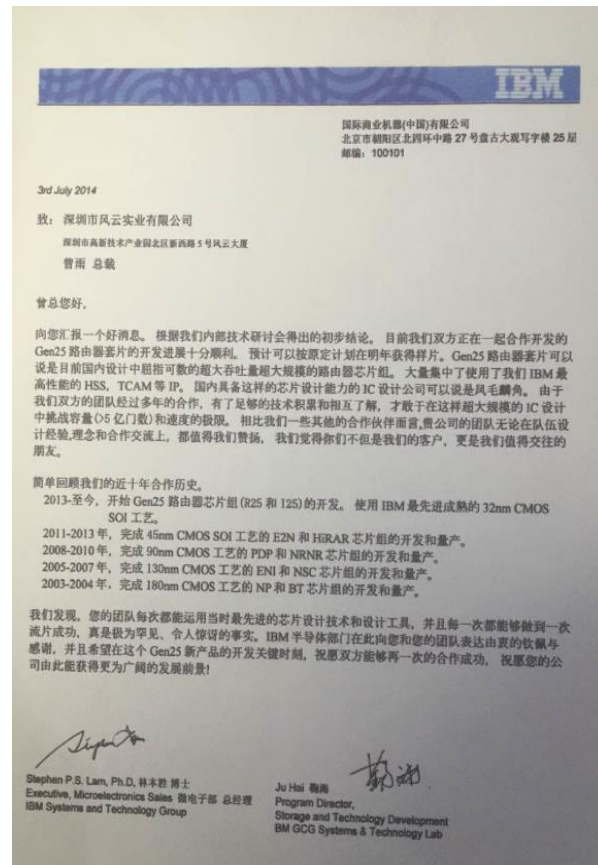 IBM
国际商业机器(中国)有限公司
北京市朝阳区北四环中路 27 号盘古大观写字楼 25 层
邮编：100101
3rd July 2014
致： 深圳市风云实业有限公司
深圳市高新技术产业园北区新西路 5 号风云大厦
曾雨 总裁
曾总您好，
向您汇报一个好消息。 根据我们内部技术研讨会得出的初步结论。 目前我们双方正在一起合作开发的
Gen25 路由器套片的开发进展十分顺利。 预计可以按原定计划在明年获得样片。Gen25 路由器套片可以
说是目前国内设计中屈指可数的超大吞吐量超大规模的路由器芯片组。 大量集中了使用了我们 IBM 最
高性能的 HSS，TCAM 等 IP。 国内具备这样的芯片设计能力的 IC 设计公司可以说是凤毛麟角。 由于
我们双方的团队经过多年的合作，有了足够的技术积累和相互了解， 才敢于在这样超大规模的 IC 设计
中挑战容量(>5 亿门数)和速度的极限。 相比我们一些其他的合作伙伴而言,贵公司的团队无论在队伍设
计经验,理念和合作交流上，都值得我们赞扬， 我们觉得你们不但是我们的客户，更是我们值得交往的
朋友。
简单回顾我们的近十年合作历史。
2013-至今，开始 Gen25 路由器芯片组 (R25 和 I25)的开发。 使用 IBM 最先进成熟的 32nm CMOS
SOI 工艺。
2011-2013 年，完成 45nm CMOS SOI 工艺的 E2N 和 HiRAR 芯片组的开发和量产。
2008-2010 年，完成 90nm CMOS 工艺的 PDP 和 NRNR 芯片组的开发和量产。
2005-2007 年，完成 130nm CMOS 工艺的 ENI 和 NSC 芯片组的开发和量产。
2003-2004 年，完成 180nm CMOS 工艺的 NP 和 BT 芯片组的开发和量产。
我们发现，您的团队每次都能运用当时最先进的芯片设计技术和设计工具，并且每一次都能够做到一次
流片成功，真是极为罕见、令人惊讶的事实。IBM 半导体部门在此向您和您的团队表达由衷的钦佩与
感谢，并且希望在这个 Gen25 新产品的开发关键时刻，祝愿双方能够再一次的合作成功， 祝愿您的公
司由此能获得更为广阔的发展前景!
Stephen P.S. Lam, Ph.D, 林本胜 博士
Executive, Microelectronics Sales 微电子部 总经理
IBM Systems and Technology Group
Ju Hai 鞠海
Program Director,
Storage and Technology Development
BM GCG Systems & Technology Lab